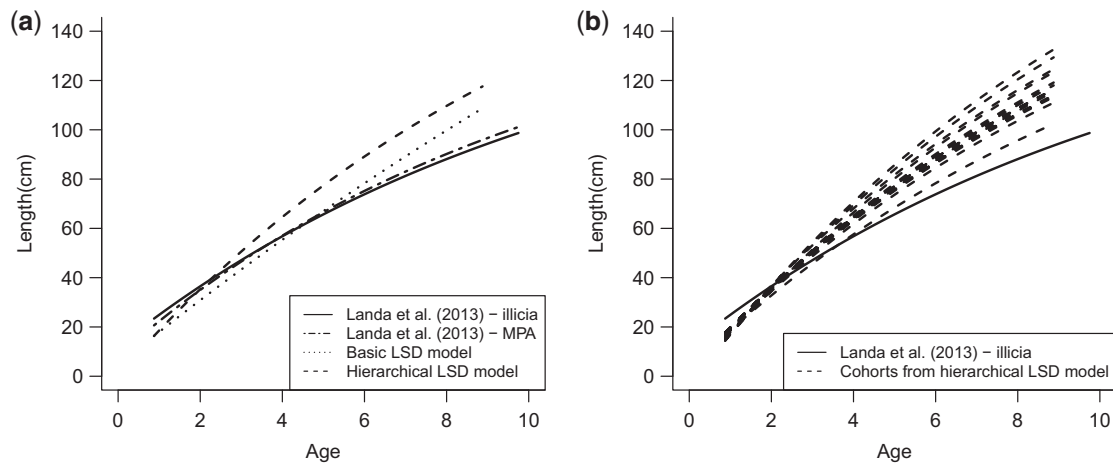 (a)
140
120
100
80
60
40
20
0
Length(cm)
0 2 4 6 8 10
Age
Landa et al. (2013) − illicia
Landa et al. (2013) − MPA
Basic LSD model
Hierarchical LSD model
(b)
140
120
100
80
60
40
20
0
Length(cm)
0 2 4 6 8 10
Age
Landa et al. (2013) − illicia
Cohorts from hierarchical LSD model